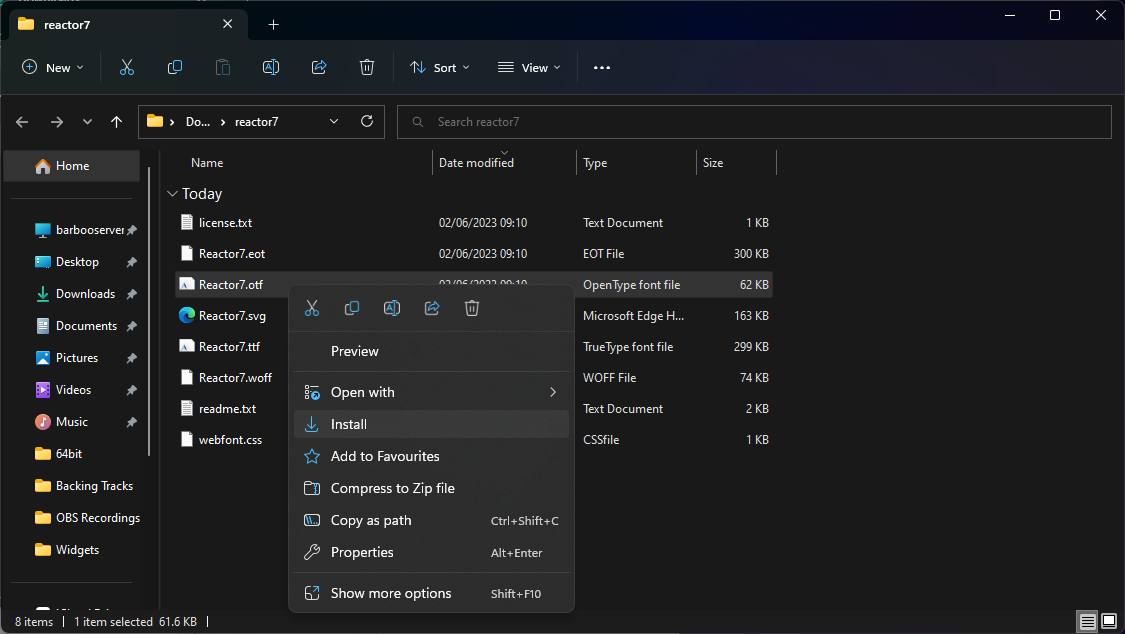 reactor7
New
Sort
View
Do...
reactor7
Search reactor7
Home
Name
Date modified
Type
Size
Today
barbooserver
Desktop
Downloads
Documents
Pictures
Videos
Music
64bit
Backing Tracks
OBS Recordings
Widgets
license.txt 02/06/2023 09:10 Text Document 1 KB
Reactor7.eot 02/06/2023 09:10 EOT File 300 KB
Reactor7.otf 02/06/2023 09:10 OpenType font file 62 KB
Reactor7.svg Microsoft Edge H... 163 KB
Reactor7.ttf TrueType font file 299 KB
Reactor7.woff WOFF File 74 KB
readme.txt Text Document 2 KB
webfont.css CSSfile 1 KB
Preview
Open with
Install
Add to Favourites
Compress to Zip file
Copy as path Ctrl+Shift+C
Properties Alt+Enter
Show more options Shift+F10
8 items 1 item selected 61.6 KB